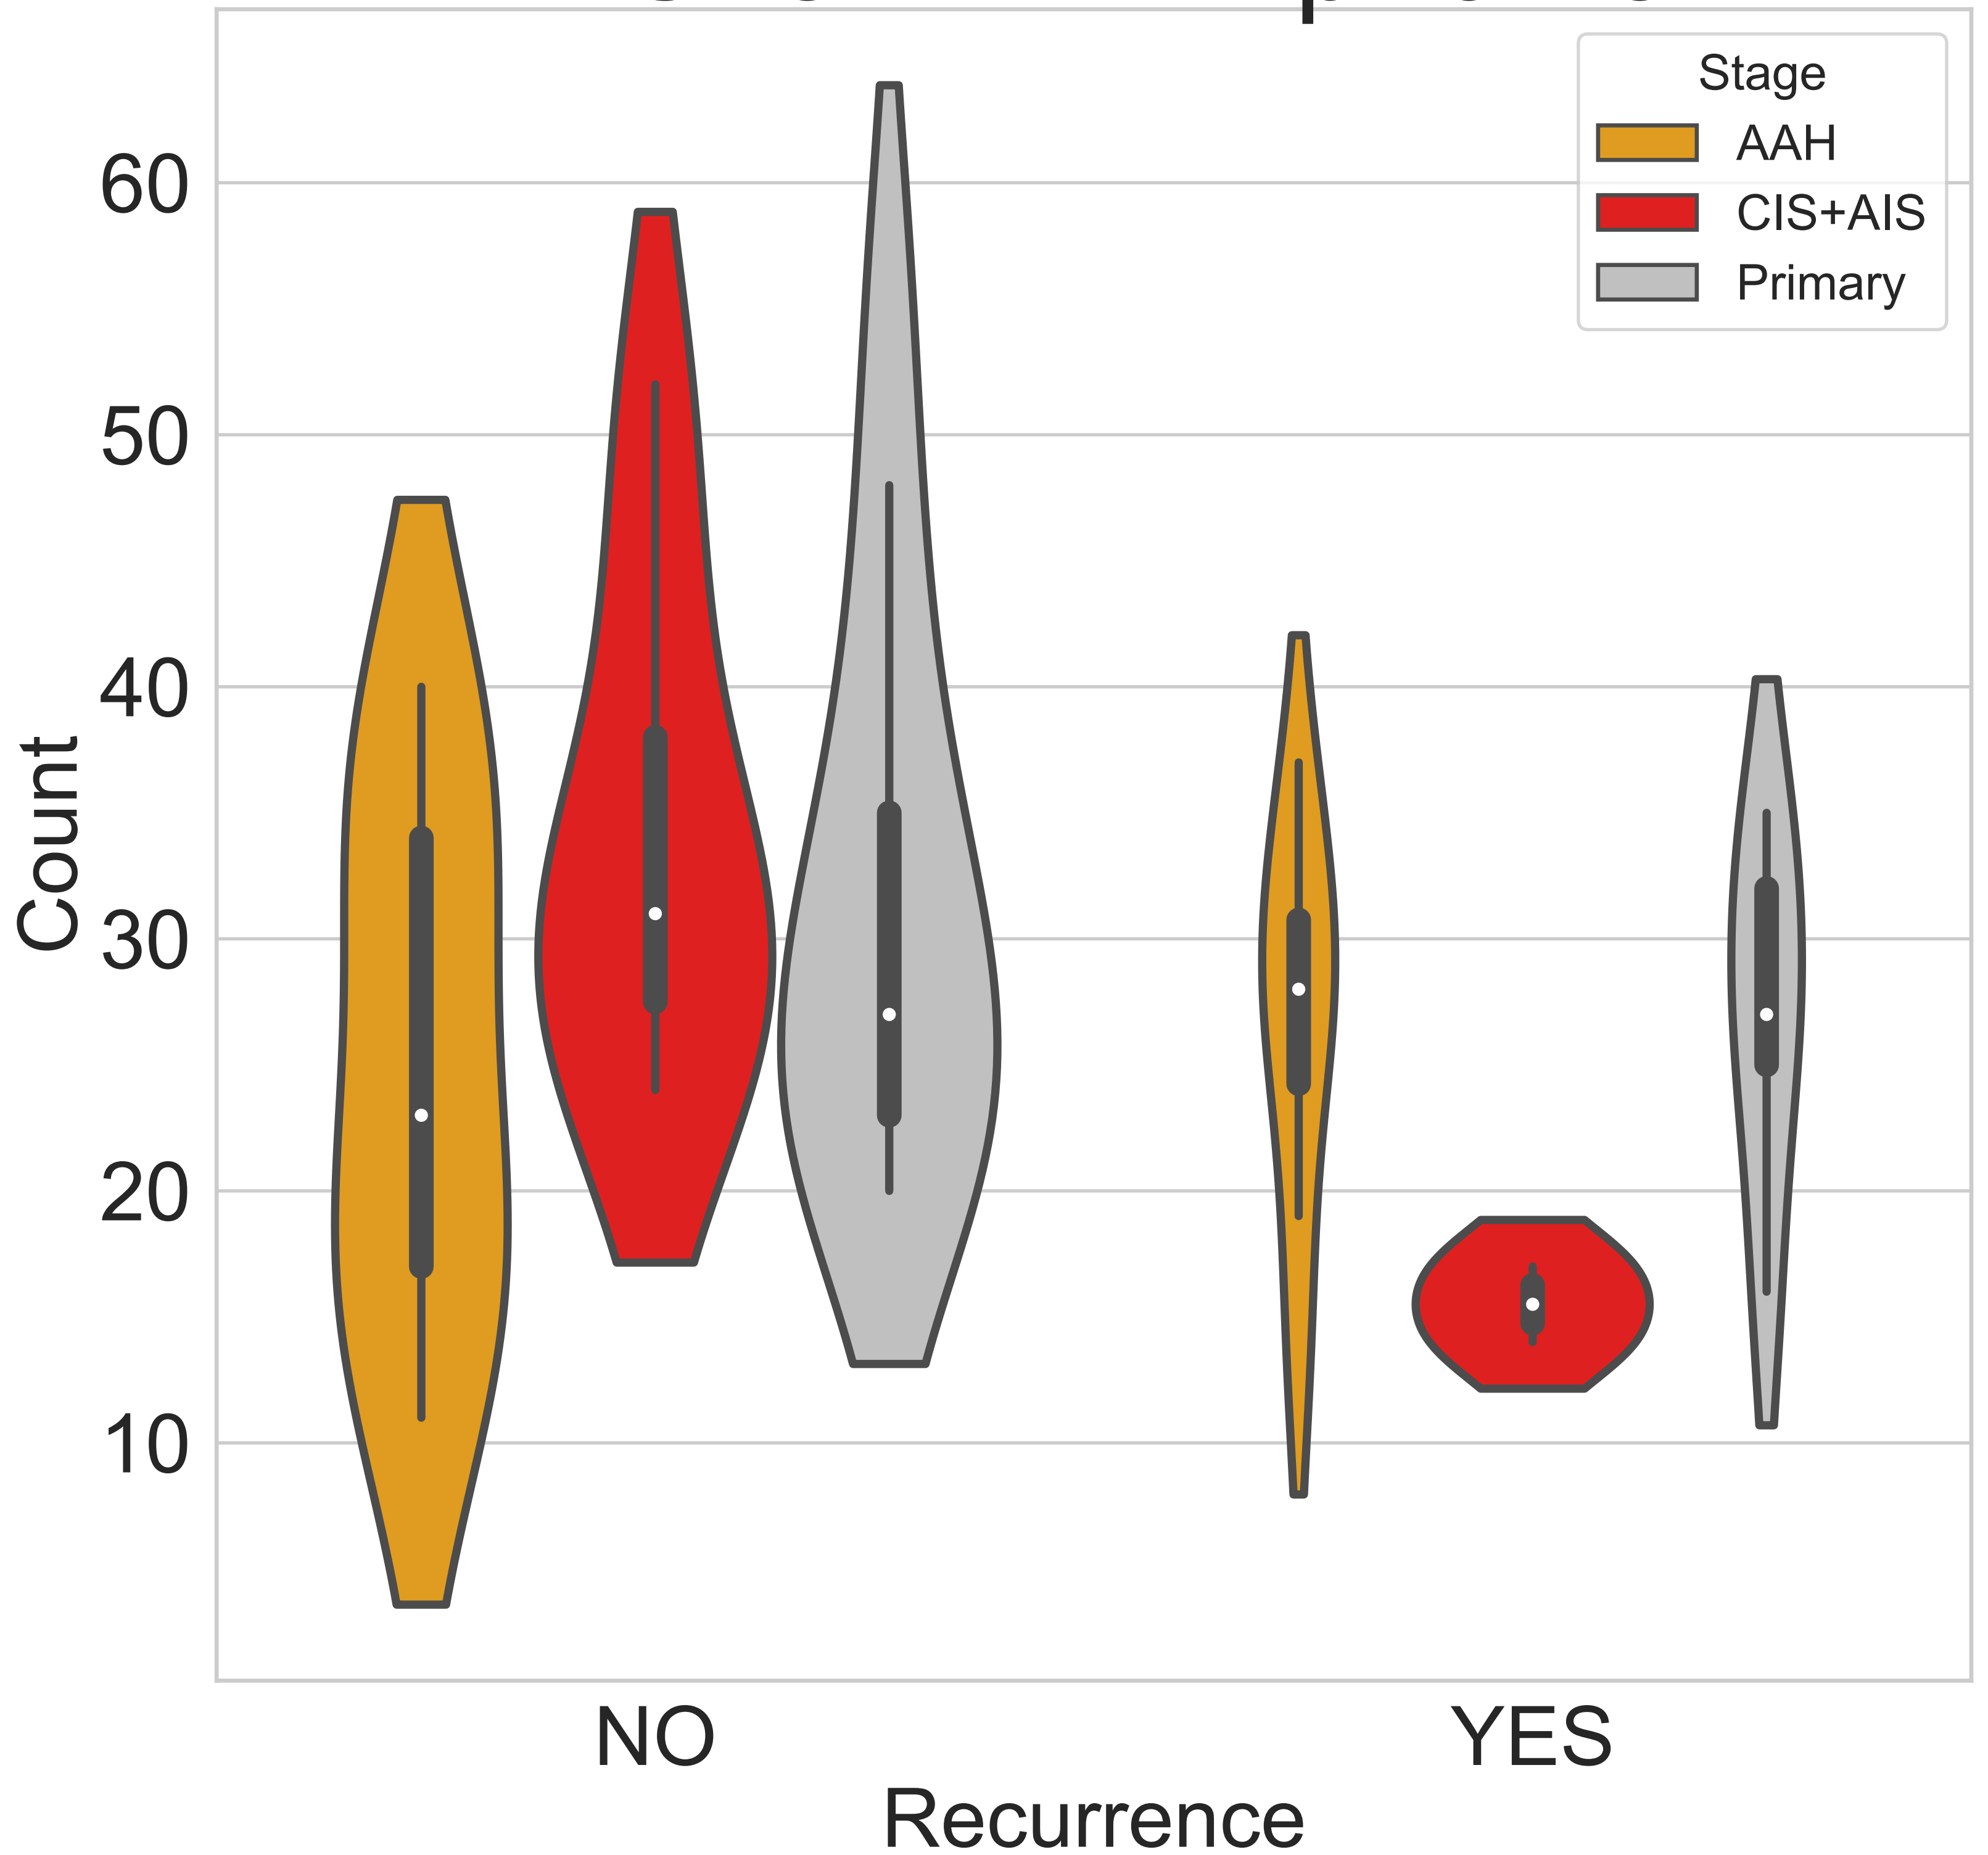 Stage
AAH
CIS+AIS
Primary
60
50
40
30
20
10
Count
NO YES
Recurrence